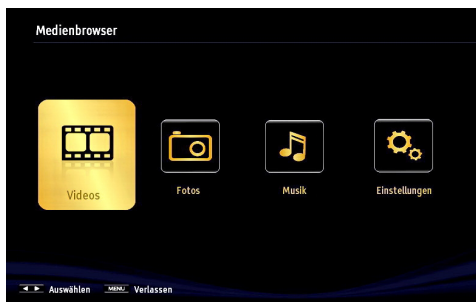 Medienbrowser
Videos
Fotos
Musik
Einstellungen
Auswählen MENU Verlassen